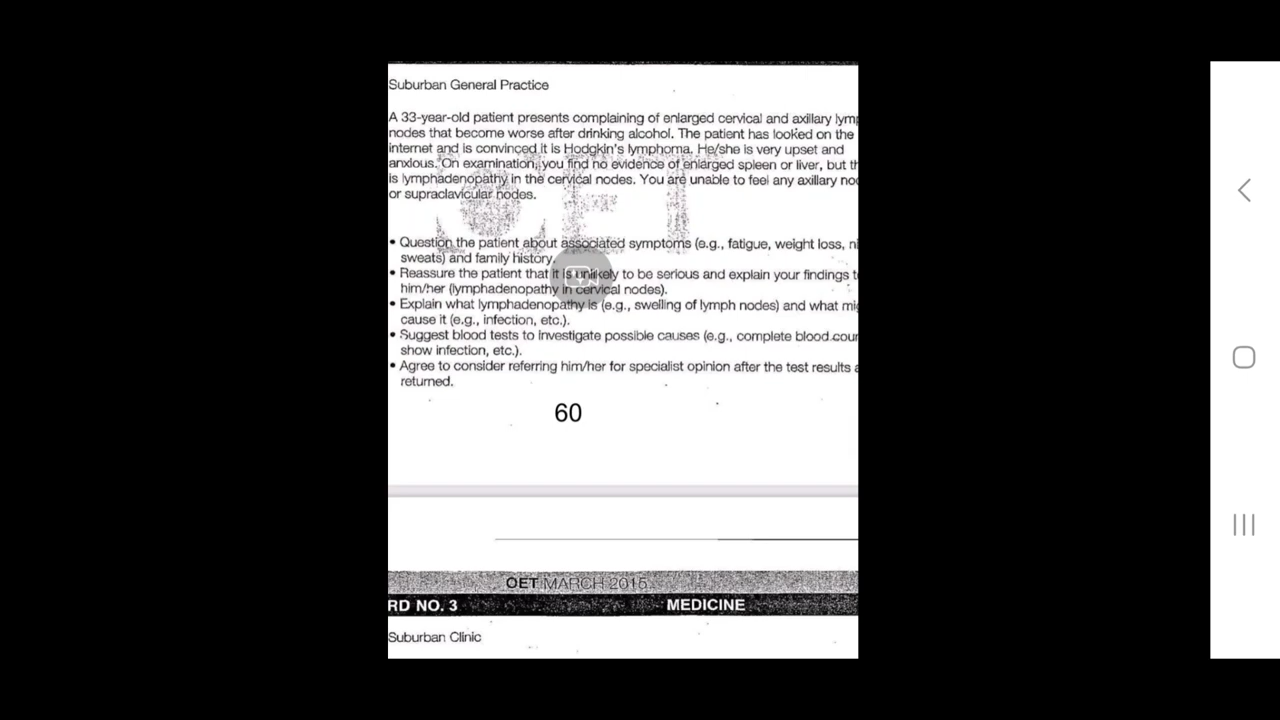 Suburban General Practice
A 33-year-old patient presents complaining of enlarged cervical and axillary
nodes that become worse after drinking alcohol. The patient has looked on the
internet and is convinced it is Hodgkin's lymphoma. He/she is very upset and
anxious. On examination, you find no evidence of enlarged spleen or liver, but
is lymphadenopathy in the cervical nodes. You are unable to feel any axillary
or supraclavicular nodes.
OET
• Question the patient about associated symptoms (e.g., fatigue, weight loss,
sweats) and family history.
• Reassure the patient that it is unlikely to be serious and explain your findings
him/her (lymphadenopathy in cervical nodes).
• Explain what lymphadenopathy is (e.g., swelling of lymph nodes) and what
cause it (e.g., infection, etc.).
• Suggest blood tests to investigate possible causes (e.g., complete blood
show infection, etc.).
• Agree to consider referring him/her for specialist opinion after the test results
returned.
60
OET MARCH 2015
RD NO. 3 MEDICINE
Suburban Clinic